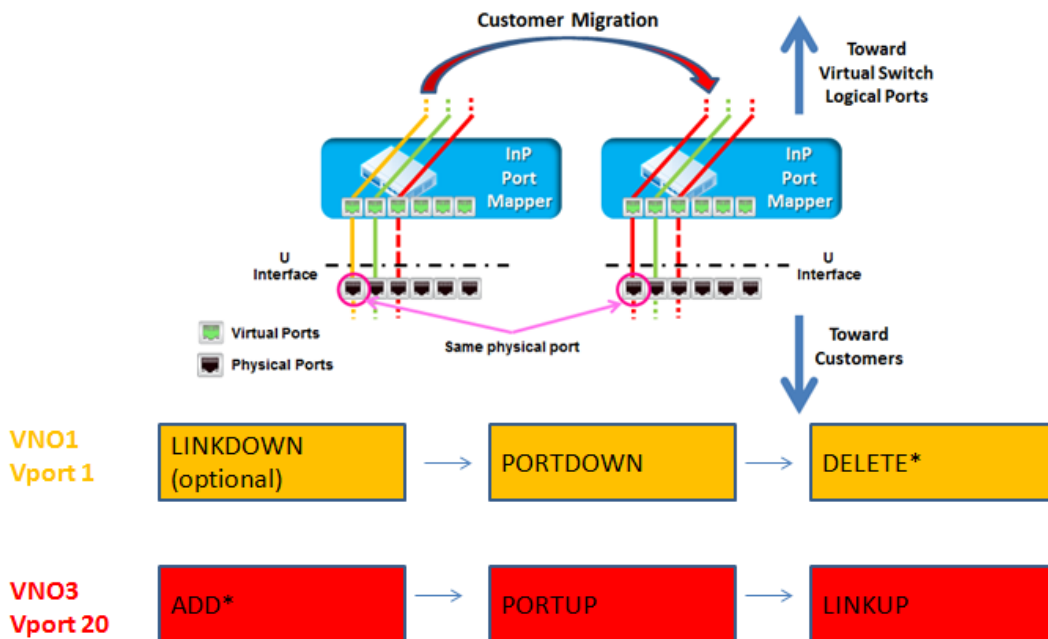 Customer Migration
Toward
Virtual Switch
Logical Ports
InP
Port
Mapper
InP
Port
Mapper
U
Interface
U
Interface
Virtual Ports
Physical Ports
Same physical port
Toward
Customers
VNO1
Vport 1
LINKDOWN
(optional)
PORTDOWN
DELETE*
VNO3
Vport 20
ADD*
PORTUP
LINKUP